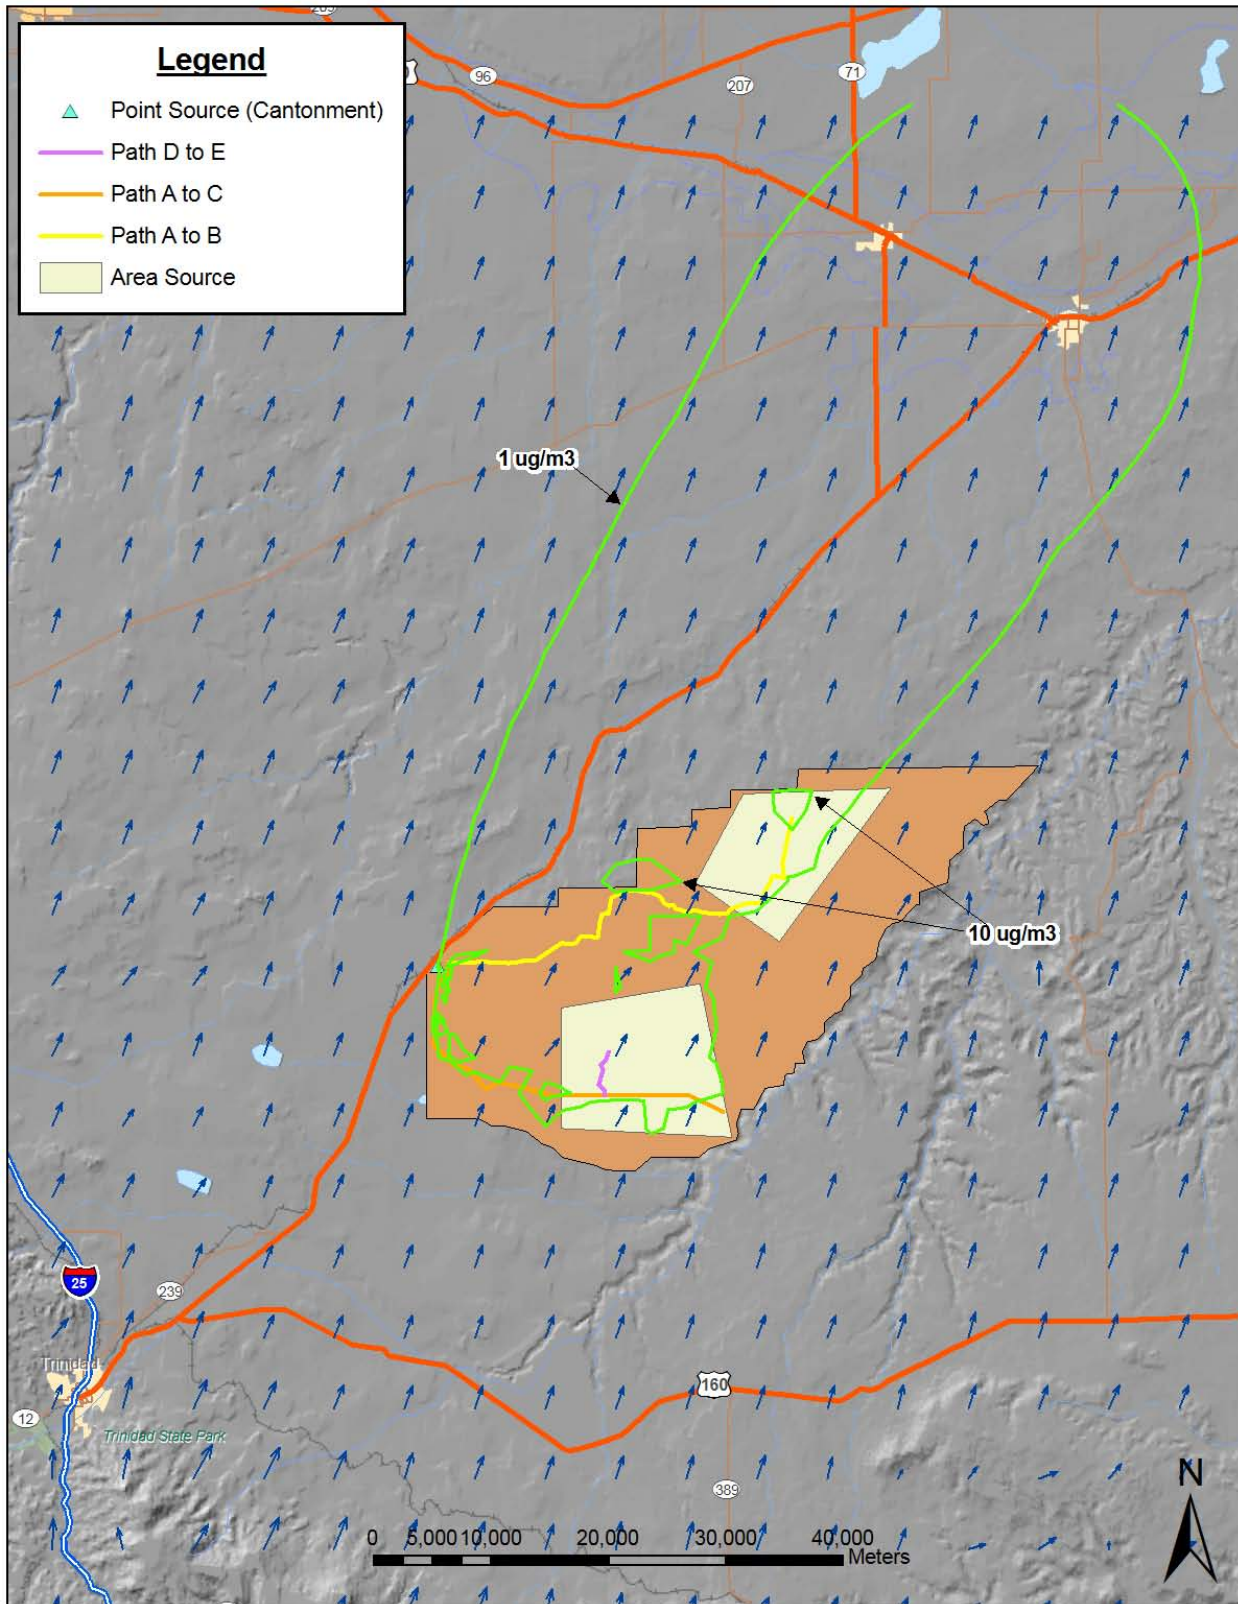 Legend
Point Source (Cantonment)
Path D to E
Path A to C
Path A to B
Area Source
96
207
71
1 ug/m3
10 ug/m3
25
239
Trinidad
12
Trinidad State Park
160
389
N
0 5,000 10,000 20,000 30,000 40,000
Meters